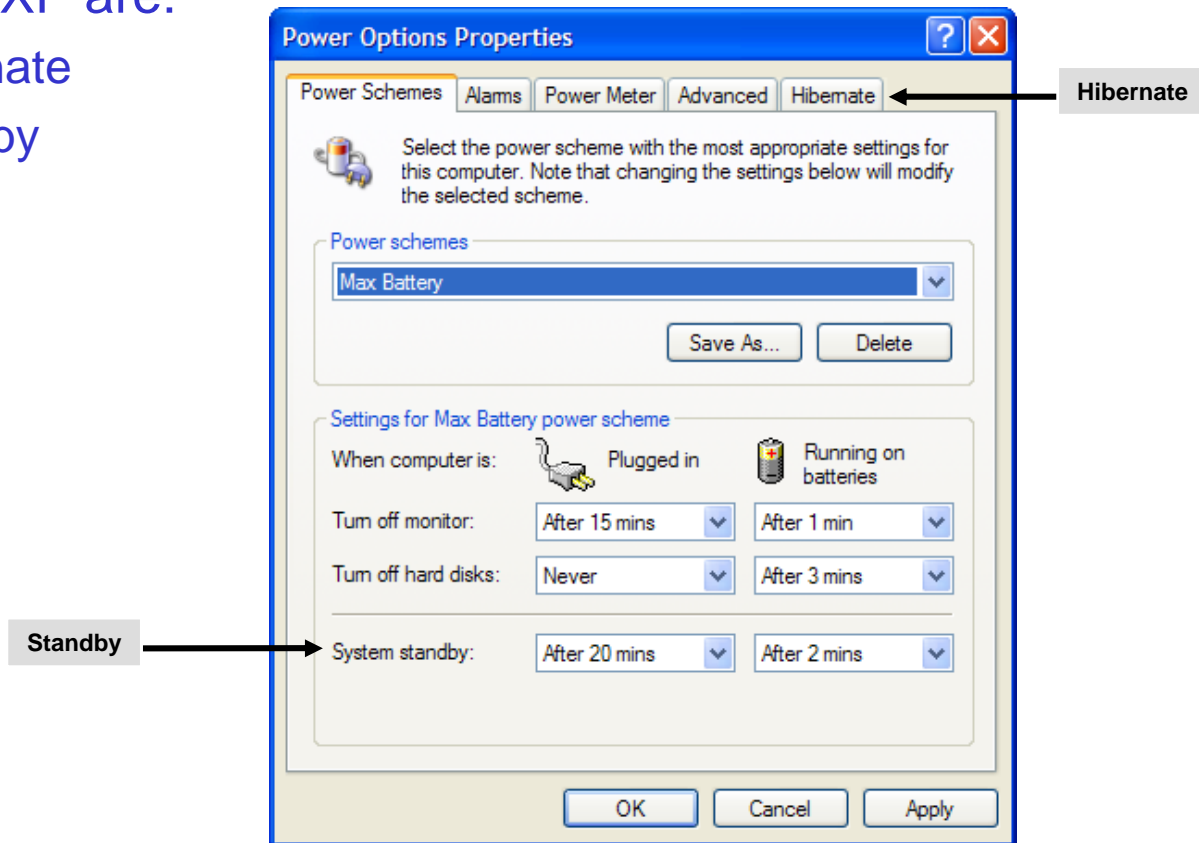 XP are:
nate
by
Power Options Properties
Power Schemes Alarms Power Meter Advanced Hibernate
Hibernate
Select the power scheme with the most appropriate settings for
this computer. Note that changing the settings below will modify
the selected scheme.
Power schemes
Max Battery
Save As... Delete
Settings for Max Battery power scheme
When computer is: Plugged in Running on
batteries
Turn off monitor: After 15 mins After 1 min
Turn off hard disks: Never After 3 mins
Standby
System standby: After 20 mins After 2 mins
OK Cancel Apply